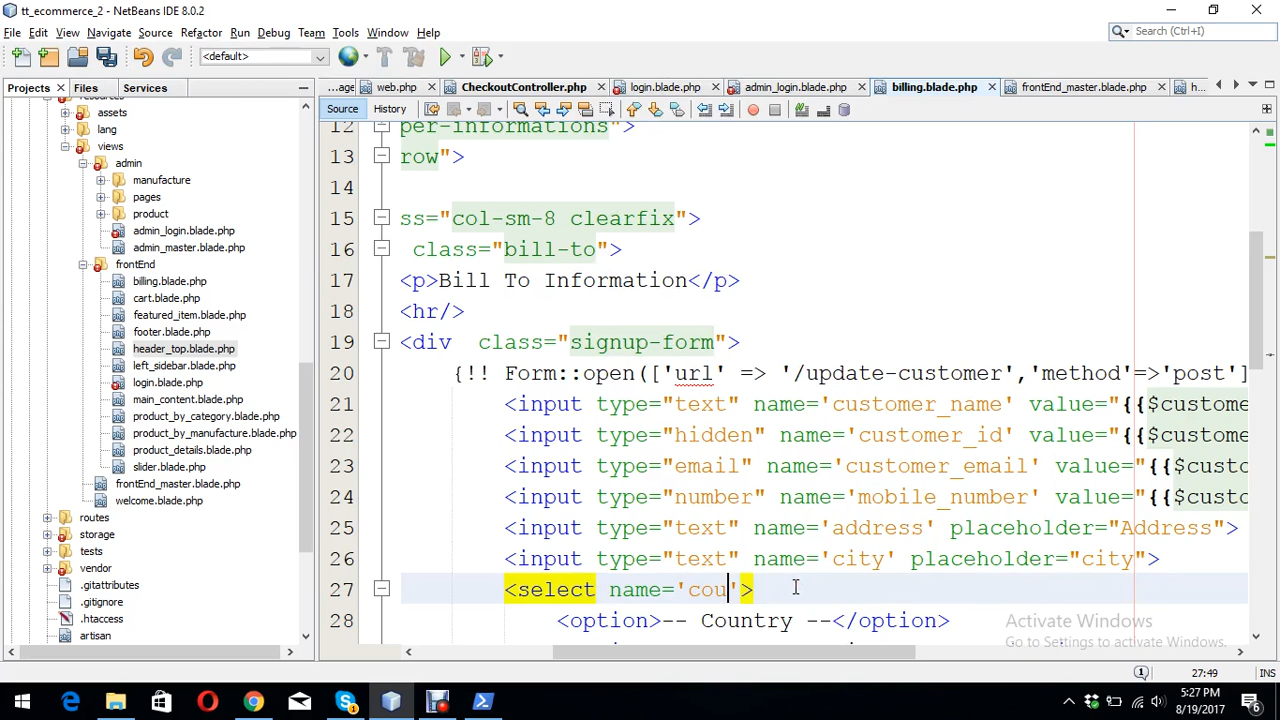 tt_ecommerce_2 - NetBeans IDE 8.0.2
File Edit View Navigate Source Refactor Run Debug Team Tools Window Help
Search (Ctrl+I)
<default>
Projects Files Services
...age web.php CheckoutController.php login.blade.php admin_login.blade.php billing.blade.php frontEnd_master.blade.php h...
Source History
resources
assets
lang
views
admin
manufacture
pages
product
admin_login.blade.php
admin_master.blade.php
frontEnd
billing.blade.php
cart.blade.php
featured_item.blade.php
footer.blade.php
header_top.blade.php
left_sidebar.blade.php
login.blade.php
main_content.blade.php
product_by_category.blade.php
product_by_manufacture.blade.php
product_details.blade.php
slider.blade.php
frontEnd_master.blade.php
welcome.blade.php
routes
storage
tests
vendor
.gitattributes
.gitignore
.htaccess
artisan
12 per-informations">
13 row">
14
15 ss="col-sm-8 clearfix">
16 class="bill-to">
17 <p>Bill To Information</p>
18 <hr/>
19 <div class="signup-form">
20 {!! Form::open(['url' => '/update-customer','method'=>'post']
21 <input type="text" name='customer_name' value="{{$custome
22 <input type="hidden" name='customer_id' value="{{$custome
23 <input type="email" name='customer_email' value="{{$custo
24 <input type="number" name='mobile_number' value="{{$custo
25 <input type="text" name='address' placeholder="Address">
26 <input type="text" name='city' placeholder="city">
27 <select name='cou'>
28 <option>-- Country --</option>
Activate Windows
Go to Settings to activate Windows.
1 27:49 INS
5:27 PM
8/19/2017
6